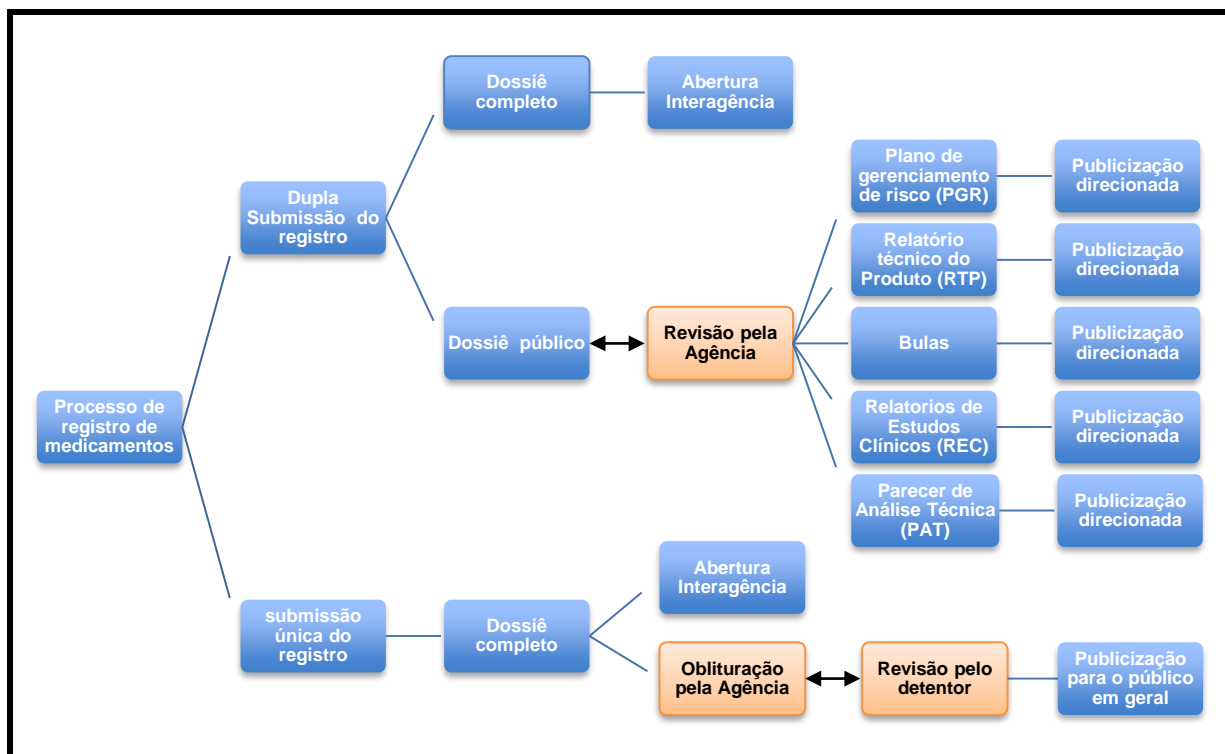 Dossiê
completo
Abertura
Interagência
Dupla
Submissão do
registro
Plano de
gerenciamento
de risco (PGR)
Publicização
direcionada
Relatório
técnico do
Produto (RTP)
Publicização
direcionada
Dossiê público
Revisão pela
Agência
Bulas
Publicização
direcionada
Relatorios de
Estudos
Clínicos (REC)
Publicização
direcionada
Parecer de
Análise Técnica
(PAT)
Publicização
direcionada
Processo de
registro de
medicamentos
submissão
única do
registro
Dossiê
completo
Abertura
Interagência
Oblituração
pela Agência
Revisão pelo
detentor
Publicização
para o público
em geral